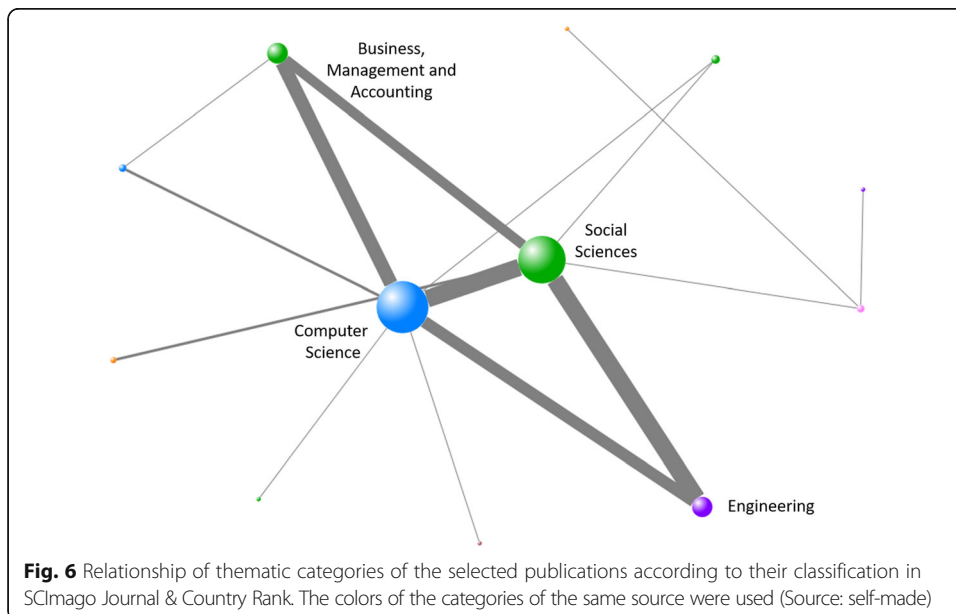 Business,
Management and
Accounting
Social
Sciences
Computer
Science
Engineering
Fig. 6 Relationship of thematic categories of the selected publications according to their classification in
SCImago Journal & Country Rank. The colors of the categories of the same source were used (Source: self-made)